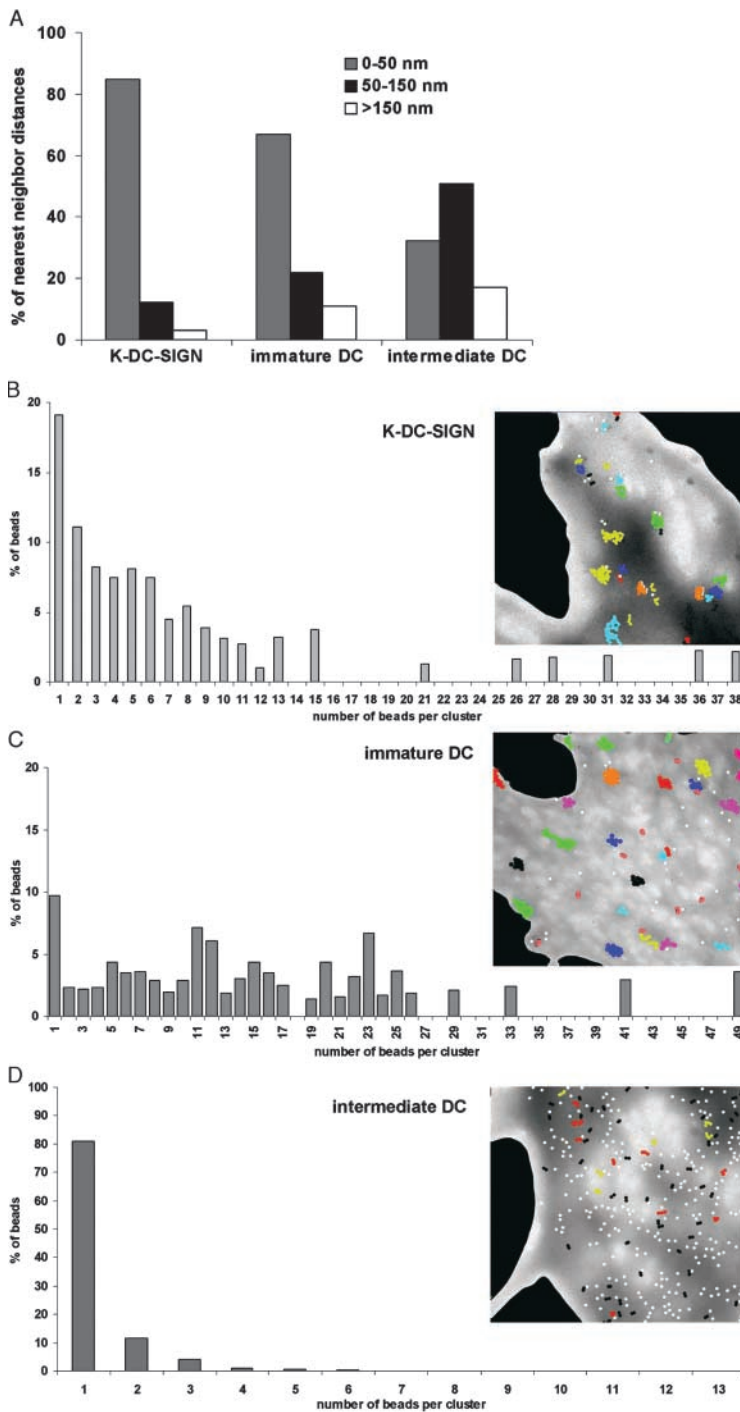 A
% of nearest neighbor distances
100
80
60
40
20
0
0-50 nm
50-150 nm
>150 nm
K-DC-SIGN immature DC intermediate DC
B
% of beads
20
15
10
5
0
K-DC-SIGN
1 2 3 4 5 6 7 8 9 10 11 12 13 15 16 17 18 19 20 21 22 23 24 25 26 28 30 31 32 33 34 35 36 37 38
number of beads per cluster
C
% of beads
20
15
10
5
0
immature DC
1 3 5 7 9 11 13 15 17 19 21 23 25 27 29 31 33 35 37 39 41 43 45 47 49
number of beads per cluster
D
% of beads
100
90
80
70
60
50
40
30
20
10
0
intermediate DC
1 2 3 4 5 6 7 8 9 10 11 12 13
number of beads per cluster